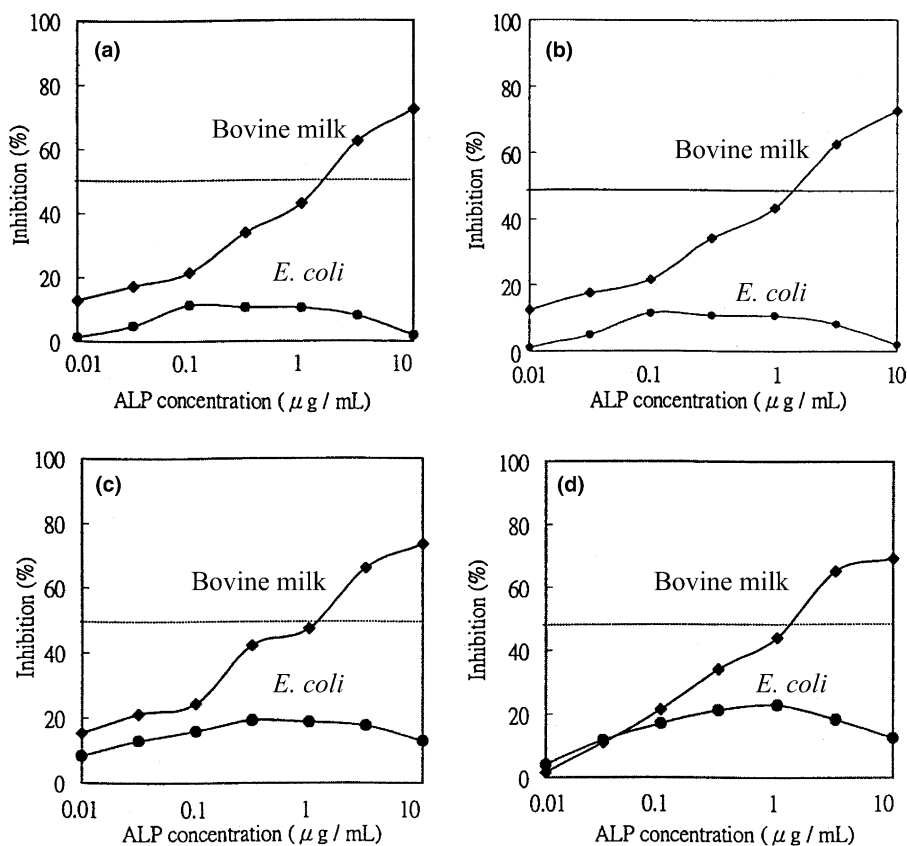 (a)
100
80
60
40
20
0
Inhibition (%)
Bovine milk
E. coli
0.01 0.1 1 10
ALP concentration ( μ g / mL)
(b)
100
80
60
40
20
0
Inhibition (%)
Bovine milk
E. coli
0.01 0.1 1 10
ALP concentration ( μ g / mL)
(c)
100
80
60
40
20
0
Inhibition (%)
Bovine milk
E. coli
0.01 0.1 1 10
ALP concentration ( μ g / mL)
(d)
100
80
60
40
20
0
Inhibition (%)
Bovine milk
E. coli
0.01 0.1 1 10
ALP concentration ( μ g / mL)